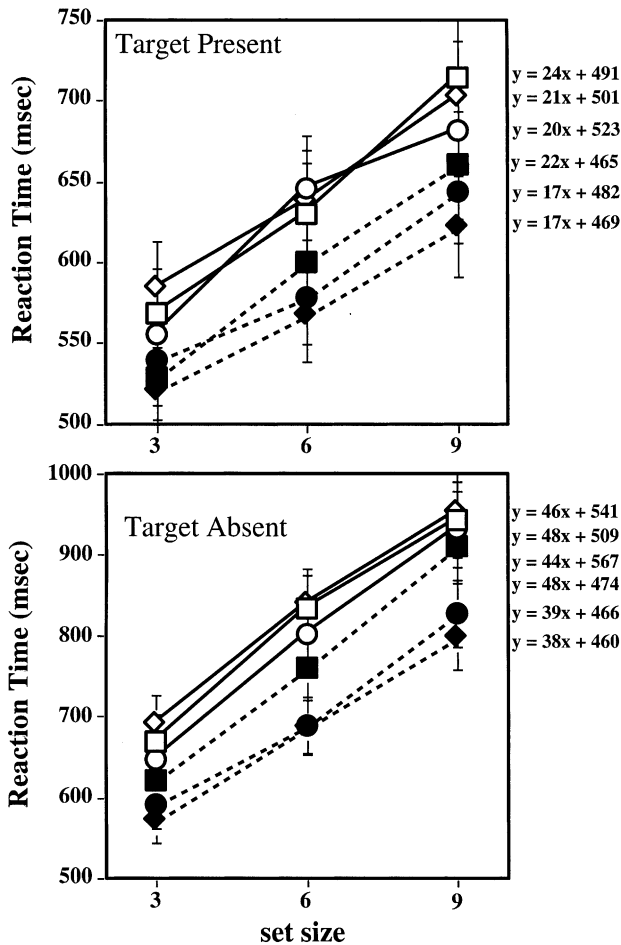 750
Target Present
y = 24x + 491
700
y = 21x + 501
y = 20x + 523
650
y = 22x + 465
y = 17x + 482
600
y = 17x + 469
550
500
Reaction Time (msec)
3 6 9
1000
Target Absent
y = 46x + 541
y = 48x + 509
900
y = 44x + 567
y = 48x + 474
800
y = 39x + 466
y = 38x + 460
700
600
500
Reaction Time (msec)
3 6 9
set size